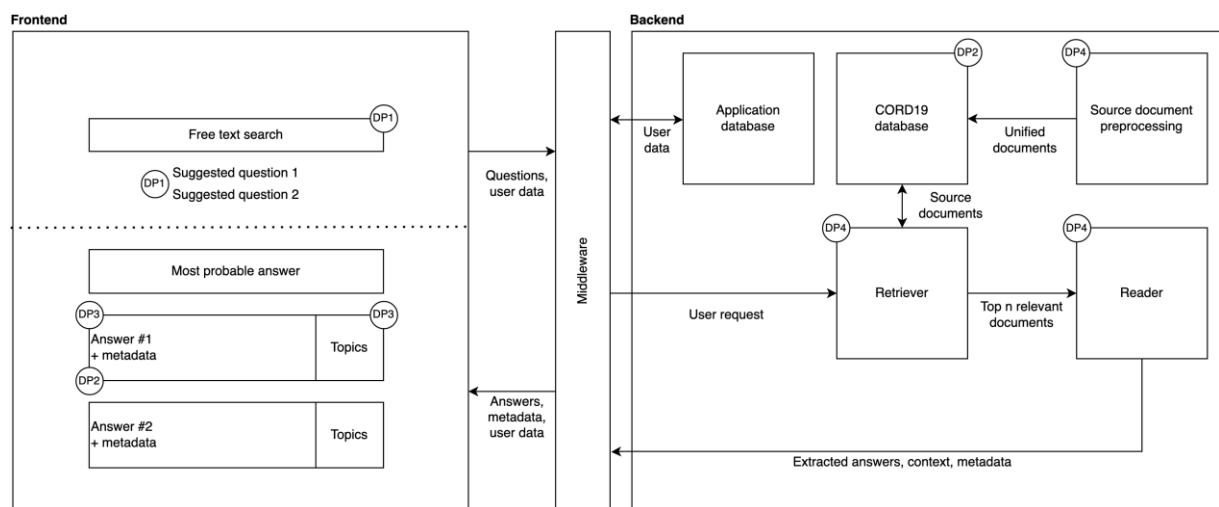 Frontend
DP1
Free text search
DP1
Suggested question 1
Suggested question 2
Most probable answer
DP3
DP3
Answer #1
+ metadata
Topics
DP2
Answer #2
+ metadata
Topics
Questions,
user data
Answers,
metadata,
user data
Middleware
Backend
User
data
Application
database
DP2
CORD19
database
Unified
documents
DP4
Source document
preprocessing
Source
documents
User request
DP4
Retriever
Top n relevant
documents
DP4
Reader
Extracted answers, context, metadata